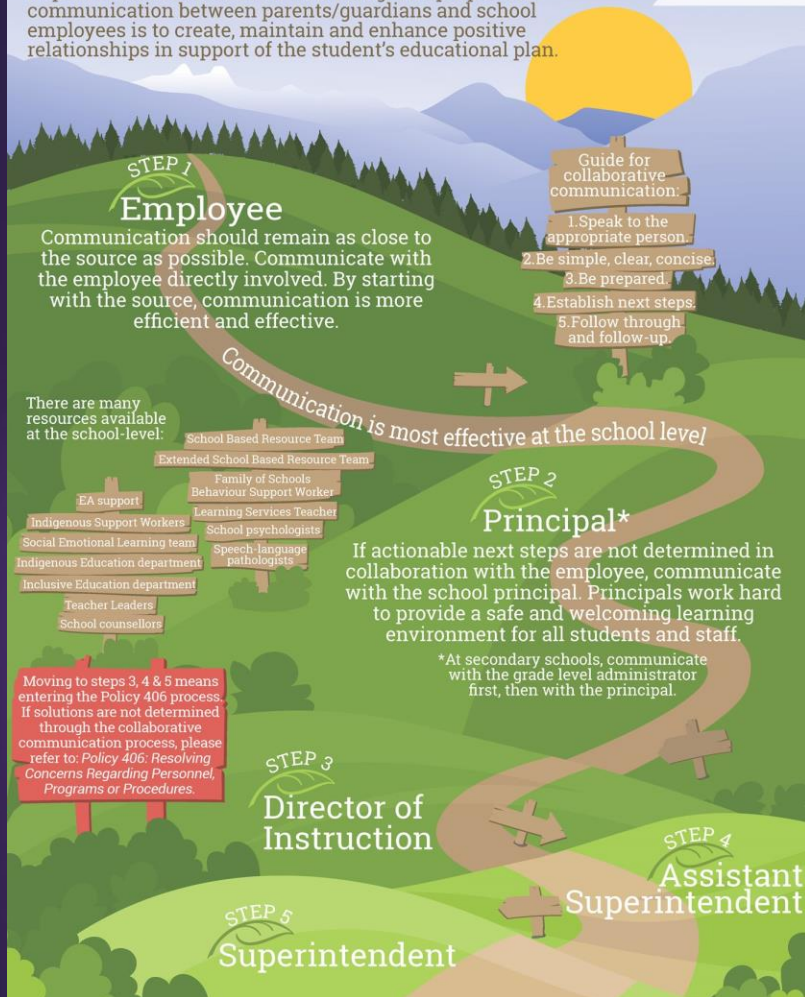 communication between parents/guardians and school
employees is to create, maintain and enhance positive
relationships in support of the student's educational plan.
STEP 1
Employee
Communication should remain as close to
the source as possible. Communicate with
the employee directly involved. By starting
with the source, communication is more
efficient and effective.
Guide for
collaborative
communication:
1.Speak to the
appropriate person.
2.Be simple, clear, concise.
3.Be prepared.
4.Establish next steps.
5.Follow through
and follow-up.
Communication is most effective at the school level
There are many
resources available
at the school-level:
School Based Resource Team
Extended School Based Resource Team
Family of Schools
Behaviour Support Worker
Learning Services Teacher
School psychologists
Speech-language
pathologists
EA support
Indigenous Support Workers
Social Emotional Learning team
Indigenous Education department
Inclusive Education department
Teacher Leaders
School counsellors
STEP 2
Principal*
If actionable next steps are not determined in
collaboration with the employee, communicate
with the school principal. Principals work hard
to provide a safe and welcoming learning
environment for all students and staff.
*At secondary schools, communicate
with the grade level administrator
first, then with the principal.
Moving to steps 3, 4 & 5 means
entering the Policy 406 process.
If solutions are not determined
through the collaborative
communication process, please
refer to: Policy 406: Resolving
Concerns Regarding Personnel,
Programs or Procedures.
STEP 3
Director of
Instruction
STEP 4
Assistant
Superintendent
STEP 5
Superintendent